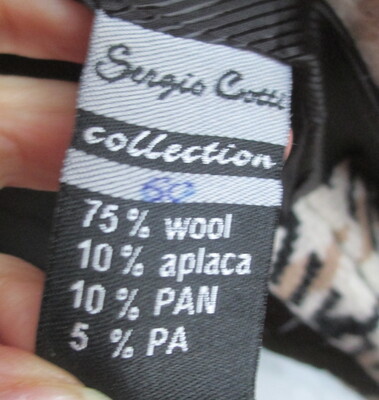 Sergio Cotti
collection
60
75% wool
10% aplaca
10% PAN
5 % PA